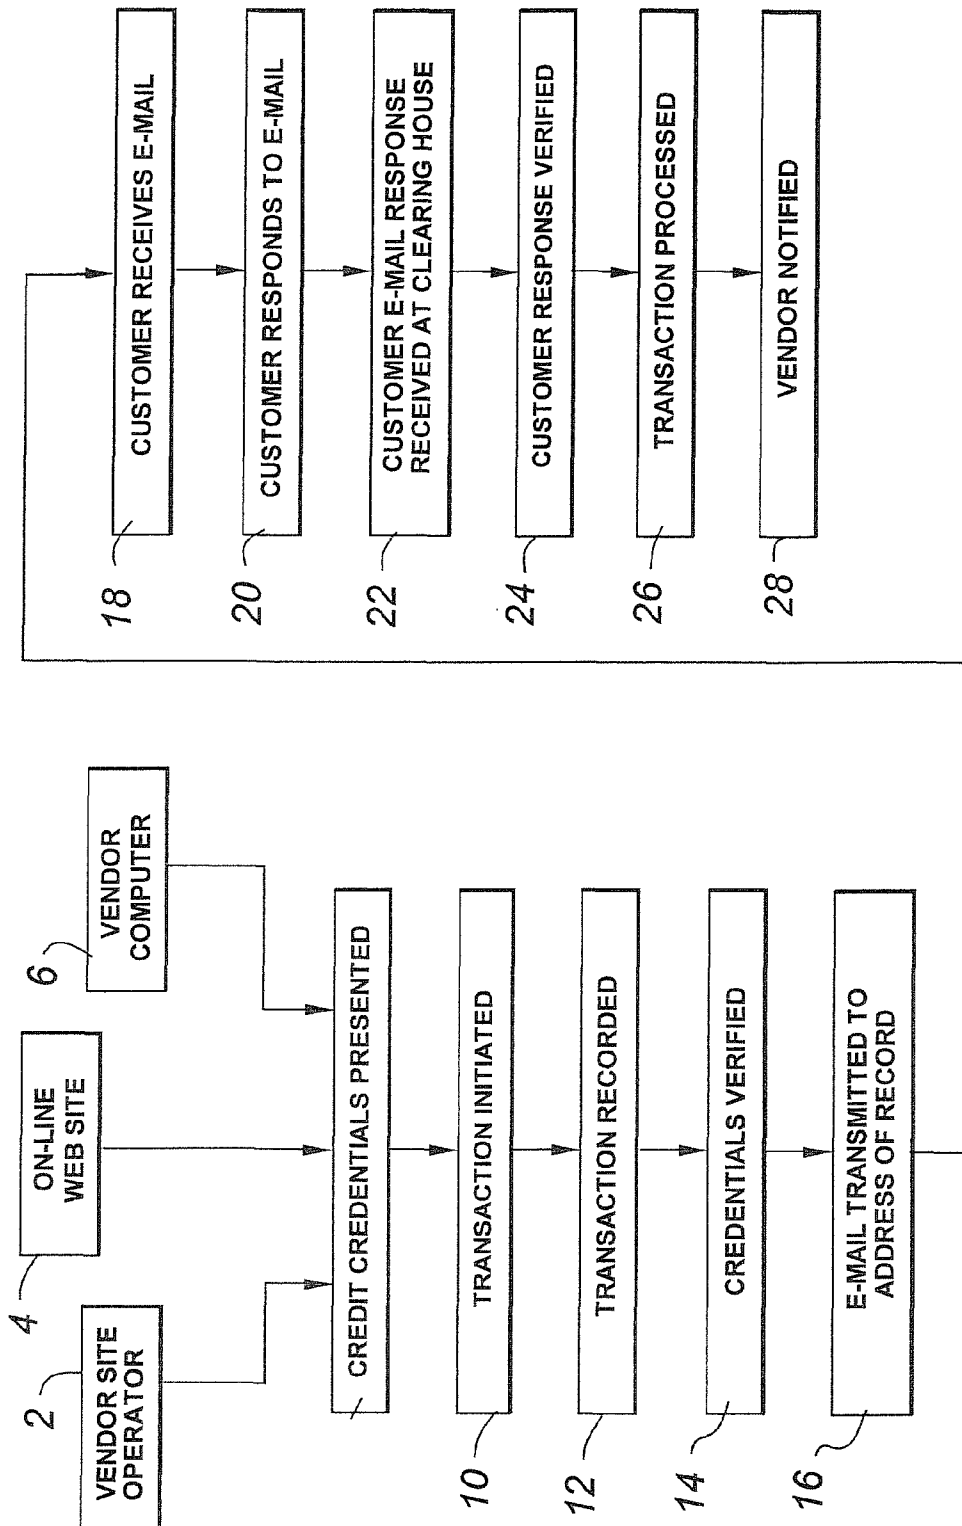 2
VENDOR SITE
OPERATOR
4
ON-LINE
WEB SITE
6
VENDOR
COMPUTER
CREDIT CREDENTIALS PRESENTED
10
TRANSACTION INITIATED
12
TRANSACTION RECORDED
14
CREDENTIALS VERIFIED
16
E-MAIL TRANSMITTED TO
ADDRESS OF RECORD
18
CUSTOMER RECEIVES E-MAIL
20
CUSTOMER RESPONDS TO E-MAIL
22
CUSTOMER E-MAIL RESPONSE
RECEIVED AT CLEARING HOUSE
24
CUSTOMER RESPONSE VERIFIED
26
TRANSACTION PROCESSED
28
VENDOR NOTIFIED